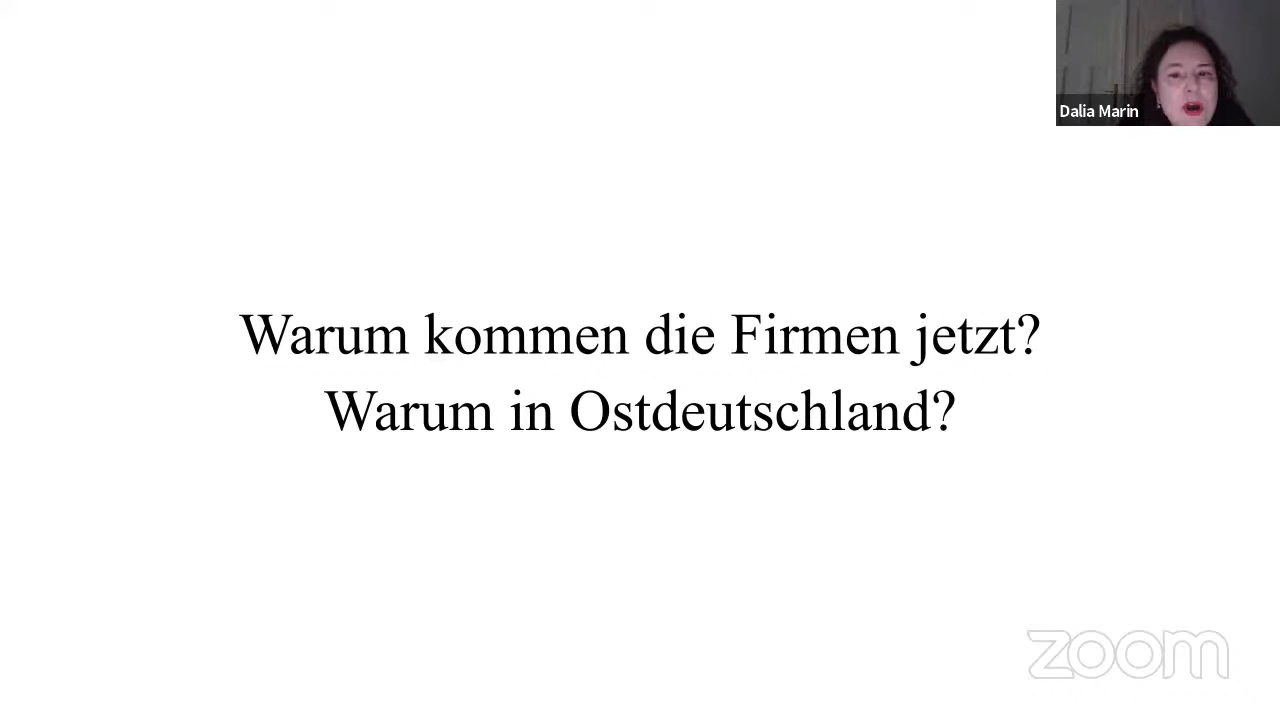 Dalia Marin
Warum kommen die Firmen jetzt?
Warum in Ostdeutschland?
zoom